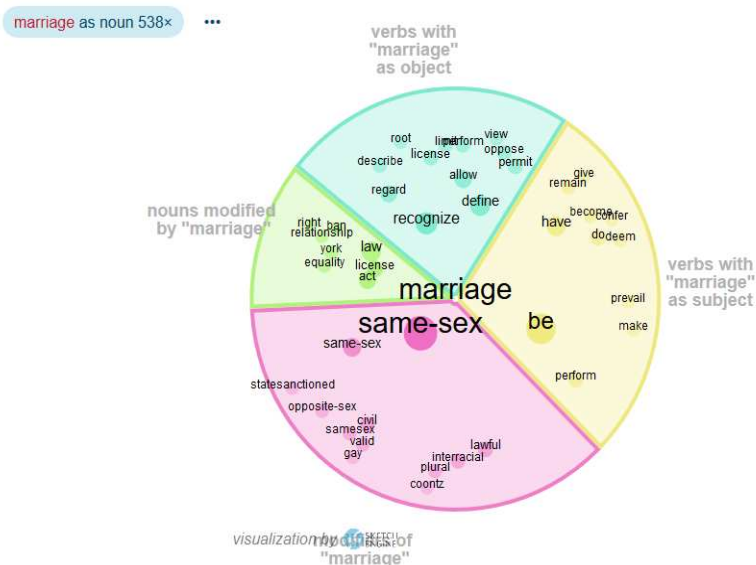 marriage as noun 538× •••
verbs with
"marriage"
as object
root
limit
perform
view
license
oppose
describe
permit
allow
regard
define
recognize
give
remain
become
confer
have
do
deem
verbs with
"marriage"
as subject
prevail
be
make
perform
nouns modified
by "marriage"
right
ban
relationship
york
law
equality
license
act
marriage
same-sex
same-sex
statesanctioned
opposite-sex
civil
samesex
valid
gay
lawful
interracial
plural
coontz
visualization by
SKETCH
ENGINE
modifiers of
"marriage"